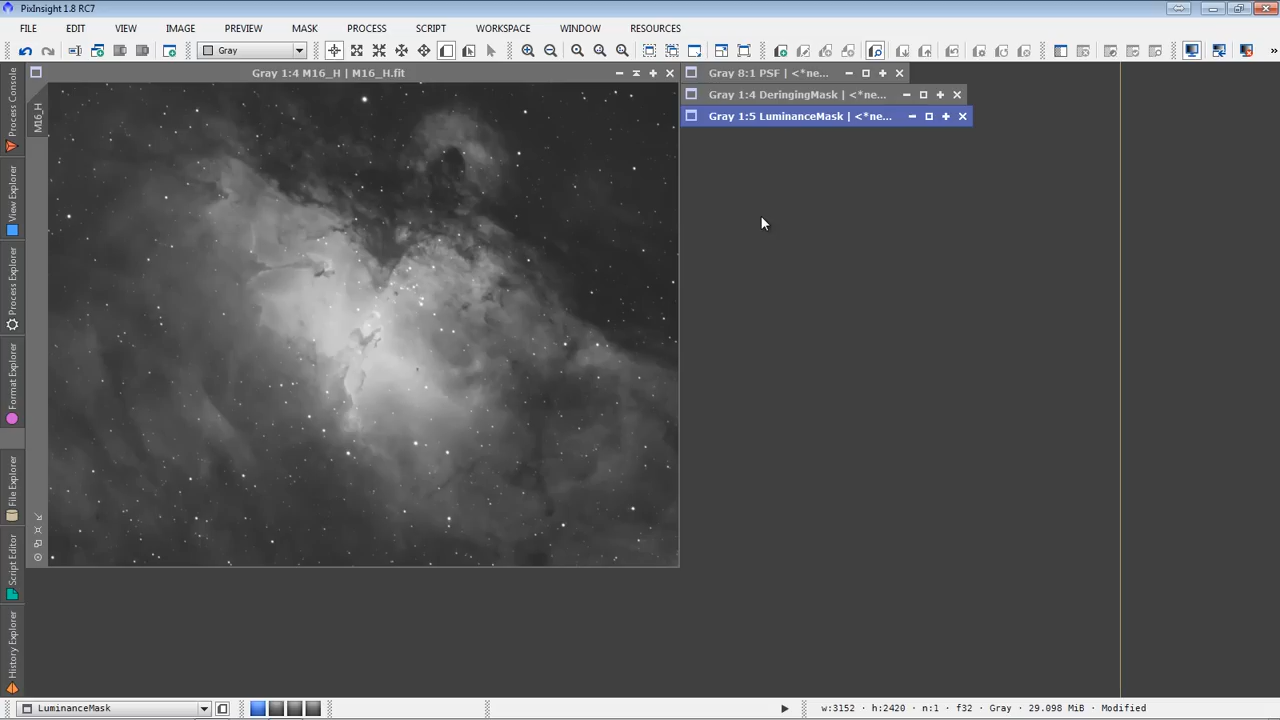 PixInsight 1.8 RC7
FILE EDIT VIEW IMAGE PREVIEW MASK PROCESS SCRIPT WORKSPACE WINDOW RESOURCES
Gray
»
Gray 1:4 M16_H | M16_H.fit
Gray 8:1 PSF | <*ne...
Gray 1:4 DeringingMask | <*ne...
Gray 1:5 LuminanceMask | <*ne...
M16_H
Process Console
View Explorer
Process Explorer
Format Explorer
File Explorer
Script Editor
History Explorer
LuminanceMask
w:3152 · h:2420 · n:1 · f32 · Gray · 29.098 MiB · Modified